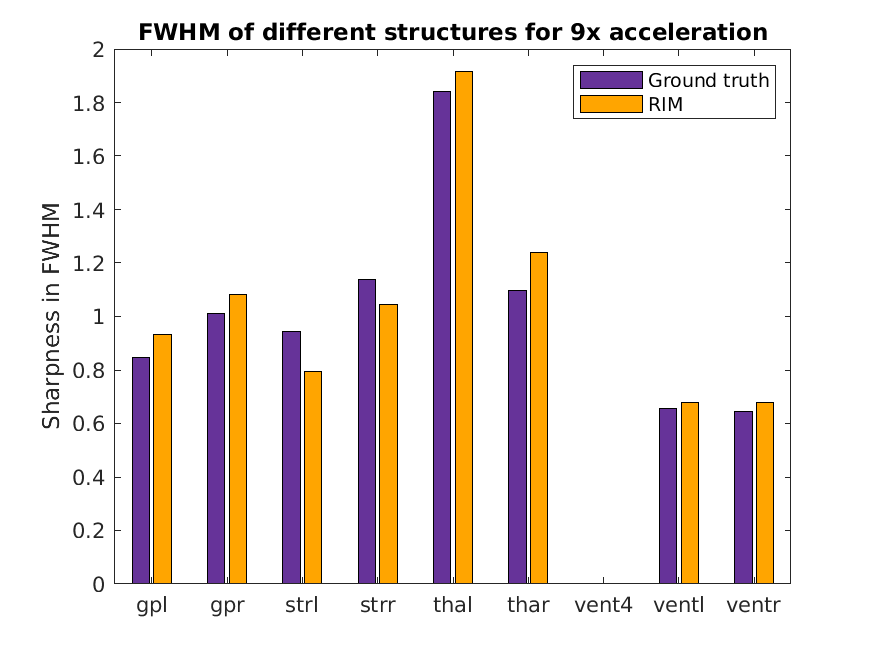 FWHM of different structures for 9x acceleration
Ground truth
RIM
Sharpness in FWHM
2
1.8
1.6
1.4
1.2
1
0.8
0.6
0.4
0.2
0
gpl gpr strl strr thal thar vent4 ventl ventr